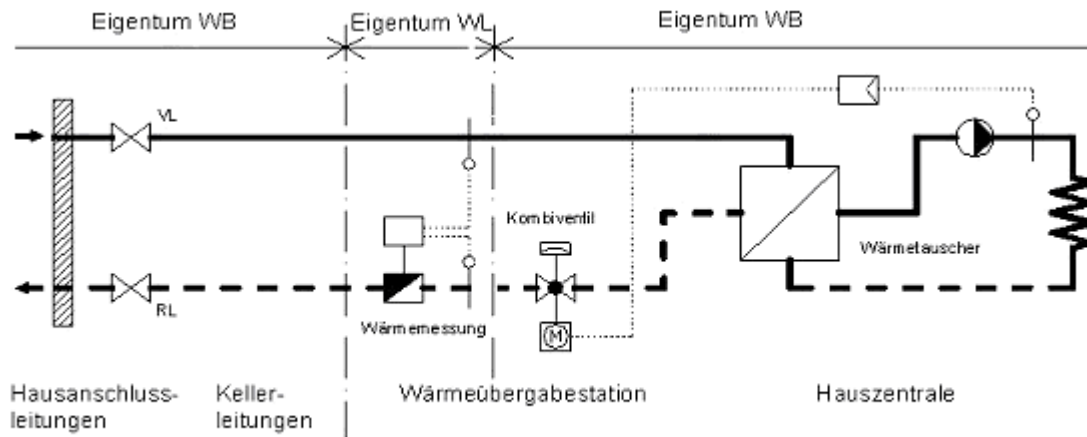 Eigentum WB
Eigentum WL
Eigentum WB
VL
Kombiventil
Wärmetauscher
RL
Wärmemessung
M
Hausanschluss-
leitungen
Keller-
leitungen
Wärmeübergabestation
Hauszentrale